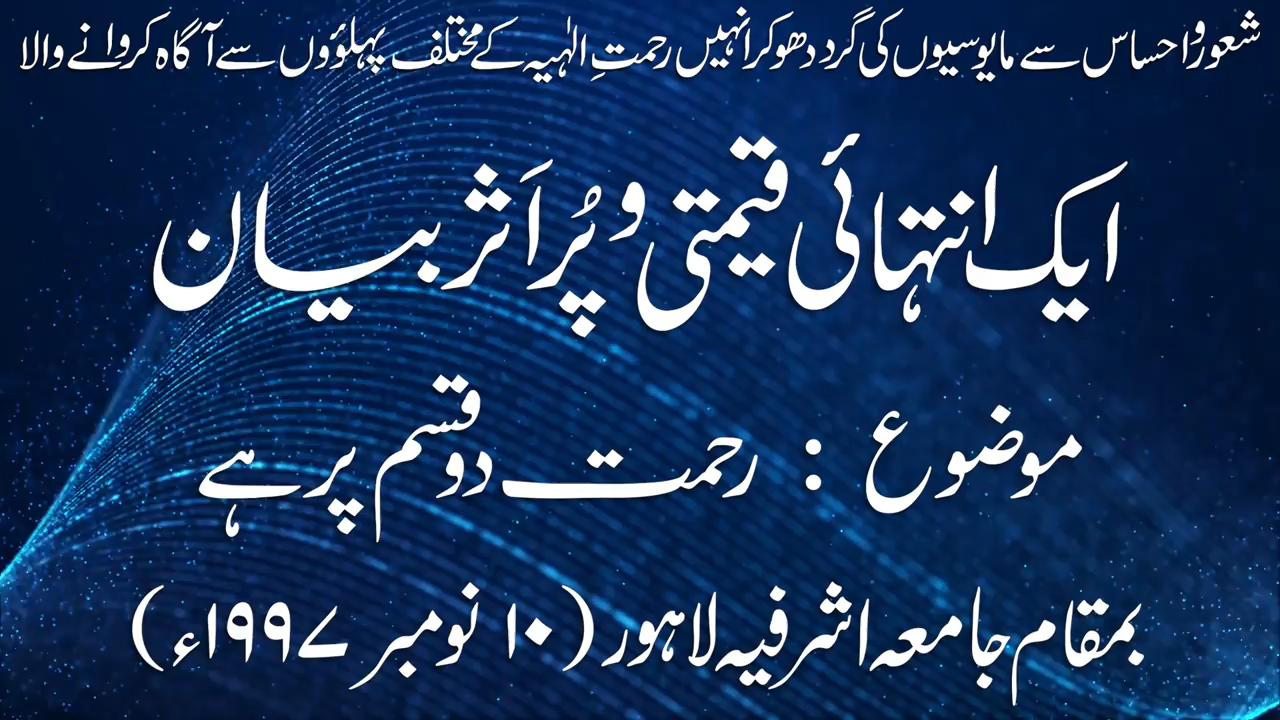 شعور و احساس سے مایوسیوں کی گرد دھو کر انہیں رحمتِ الٰہیہ کے مختلف پہلوؤں سے آگاہ کروانے والا
ایک انتہائی قیمتی و پُر اَثر بیان
موضوع : رحمت دو قسم پر ہے
بمقام جامعہ اشرفیہ لاہور (۱۰ نومبر ۱۹۹۷ء)